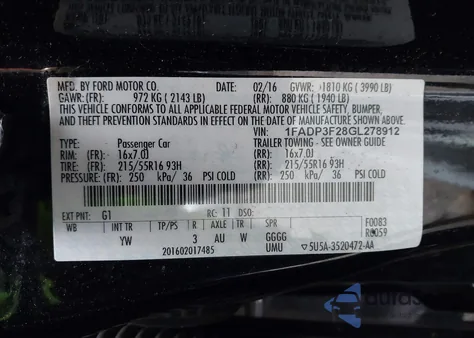 MFD. BY FORD MOTOR CO. 02/16 GVWR: 1810 KG ( 3990 LB)
GAWR:(FR): 972 KG ( 2143 LB) (RR): 880 KG ( 1940 LB)
THIS VEHICLE CONFORMS TO ALL APPLICABLE FEDERAL MOTOR VEHICLE SAFETY, BUMPER,
AND THEFT PREVENTION STANDARDS IN EFFECT ON THE DATE OF MANUFACTURE SHOWN ABOVE.
VIN: 1FADP3F28GL278912
TYPE: Passenger Car TRAILER TOWING - SEE OWNER GUIDE
RIM: (FR): 16x7.0J (RR): 16x7.0J
TIRE: (FR): 215/55R16 93H (RR): 215/55R16 93H
PRESSURE: (FR): 250 kPa/ 36 PSI COLD (RR): 250 kPa/ 36 PSI COLD
EXT PNT: G1 RC: 11 DSO: F0083
WB INT TR TP/PS R AXLE TR SPR R0059
YW 3 AU W GGGG
201602017485 UMU 5U5A-3520472-AA